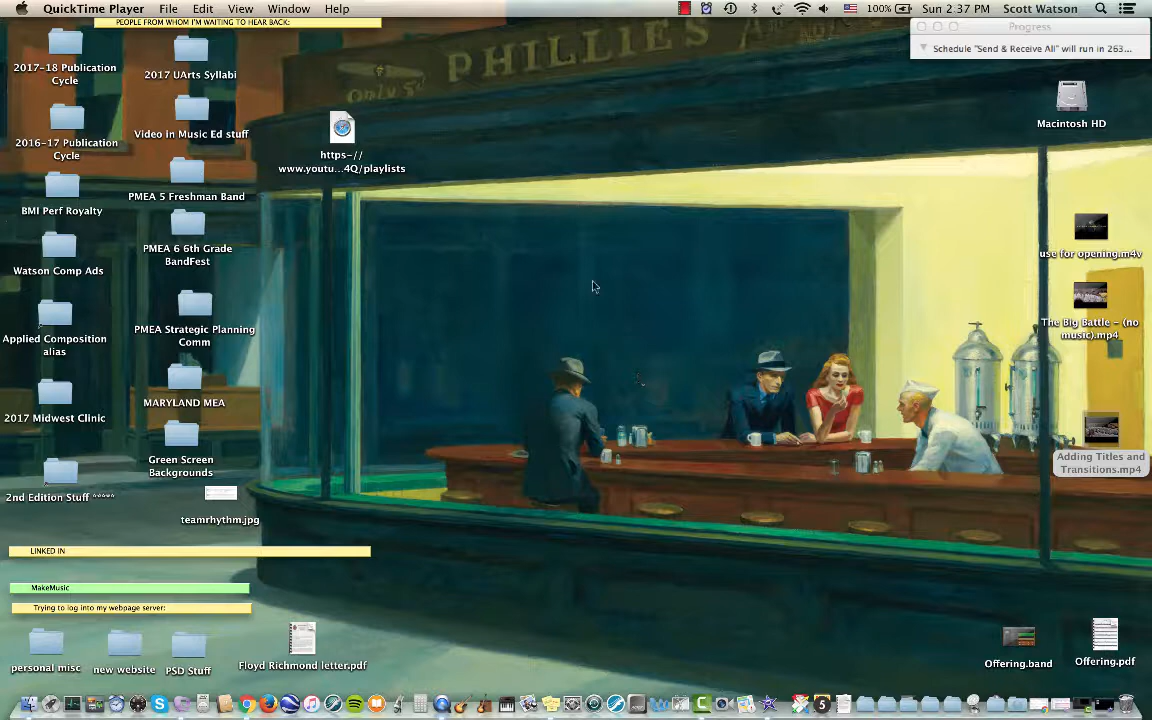 QuickTime Player File Edit View Window Help 100% Sun 2:37 PM Scott Watson
PEOPLE FROM WHOM I'M WAITING TO HEAR BACK:
Progress
Schedule "Send & Receive All" will run in 263...
PHILLIES
Only 5¢
2017-18 Publication
Cycle
2017 UArts Syllabi
2016-17 Publication
Cycle
Video in Music Ed stuff
https-//
www.youtu...4Q/playlists
Macintosh HD
BMI Perf Royalty
PMEA 5 Freshman Band
Watson Comp Ads
PMEA 6 6th Grade
BandFest
use for opening.m4v
Applied Composition
alias
PMEA Strategic Planning
Comm
The Big Battle - (no
music).mp4
2017 Midwest Clinic
MARYLAND MEA
Green Screen
Backgrounds
Adding Titles and
Transitions.mp4
2nd Edition Stuff ^^^^^
teamrhythm.jpg
LINKED IN
MakeMusic
Trying to log into my webpage server:
personal misc
new website
PSD Stuff
Floyd Richmond letter.pdf
Offering.band
Offering.pdf
5